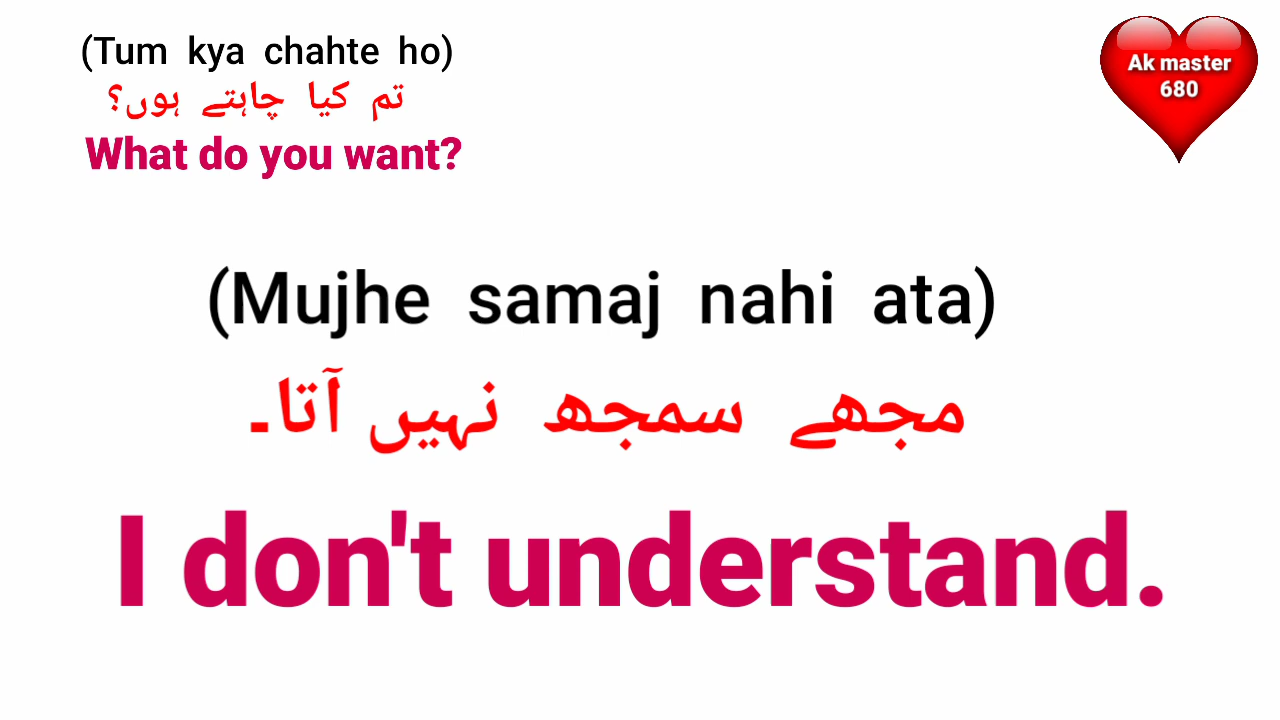 (Tum kya chahte ho)
تم کیا چاہتے ہوں؟
What do you want?
Ak master
680
(Mujhe samaj nahi ata)
مجھے سمجھ نہیں آتا۔
I don't understand.